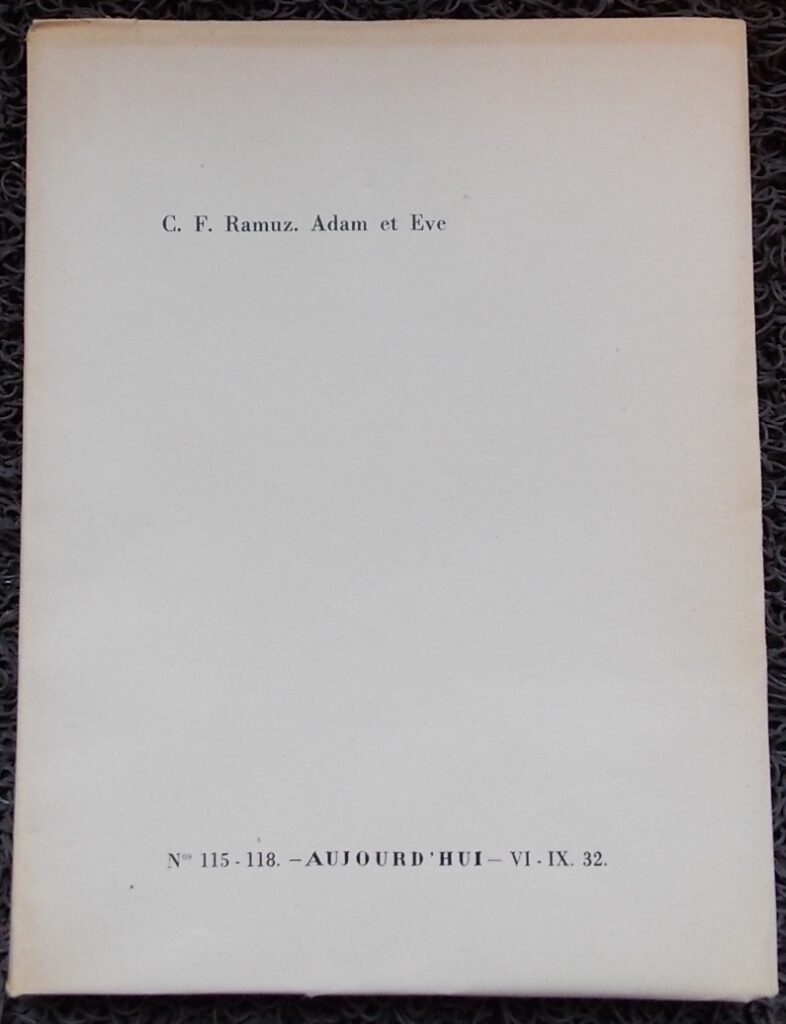 C. F. Ramuz. Adam et Eve
Nos 115 - 118. – AUJOURD'HUI – VI - IX. 32.